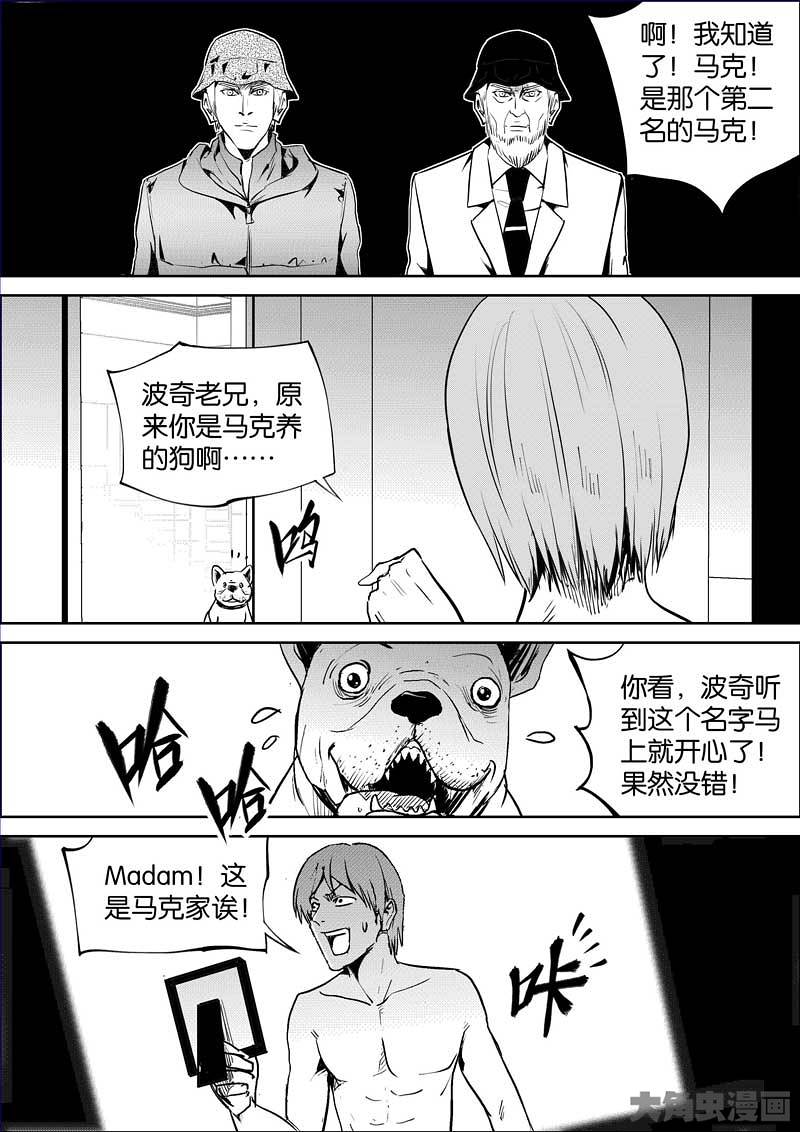 啊！我知道
了！马克！
是那个第二
名的马克！
波奇老兄，原
来你是马克养
的狗啊……
呜
你看，波奇听
到这个名字马
上就开心了！
果然没错！
哈
哈
Madam！这
是马克家诶！
咔
大角虫漫画